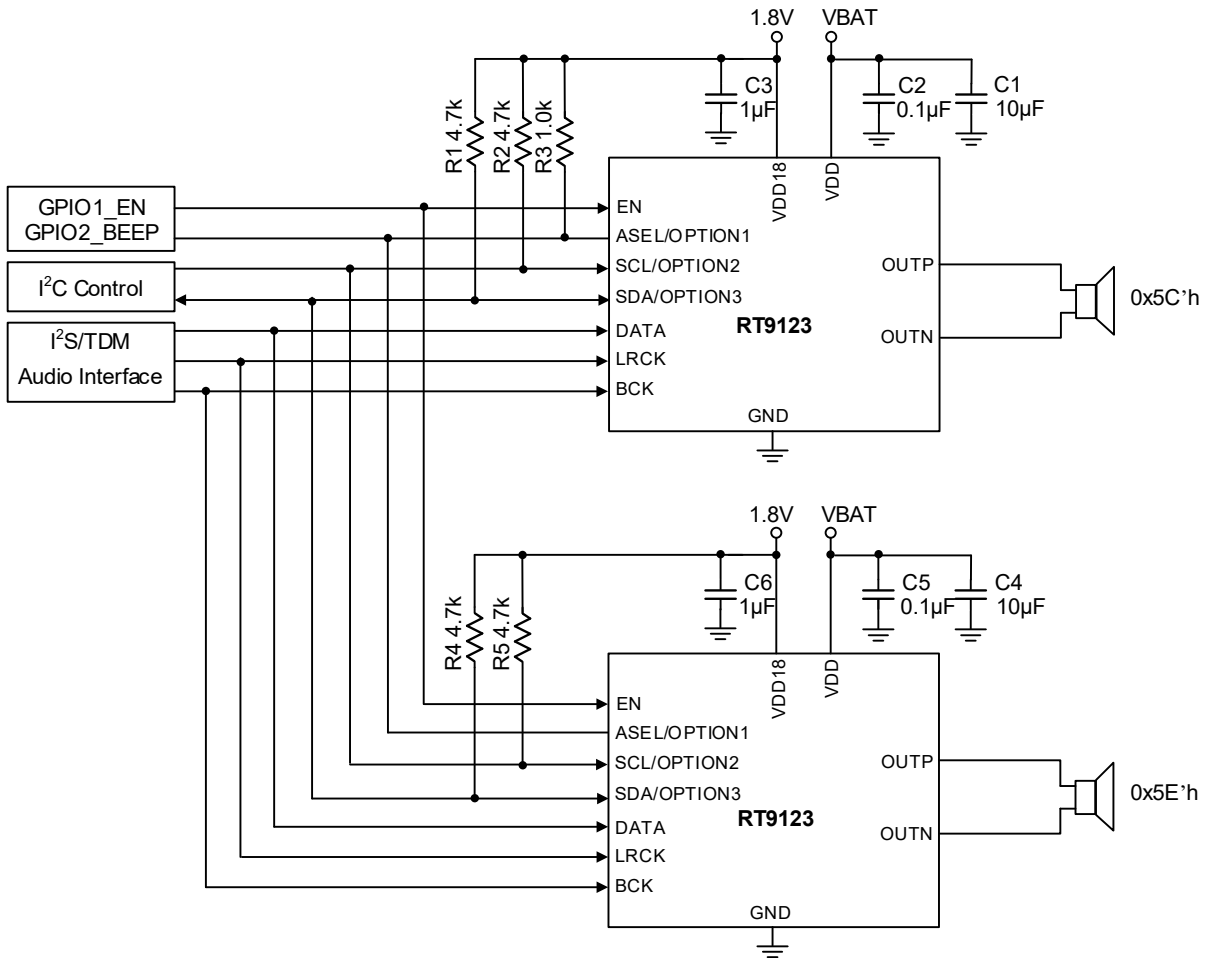 1.8V VBAT
C3
1µF
C2
0.1µF
C1
10µF
R1 4.7k
R2 4.7k
R3 1.0k
VDD18
VDD
GPIO1_EN
GPIO2_BEEP
I²C Control
I²S/TDM
Audio Interface
EN
ASEL/OPTION1
SCL/OPTION2
SDA/OPTION3
DATA
LRCK
BCK
RT9123
OUTP
OUTN
GND
0x5C’h
1.8V VBAT
C6
1µF
C5
0.1µF
C4
10µF
R4 4.7k
R5 4.7k
VDD18
VDD
EN
ASEL/OPTION1
SCL/OPTION2
SDA/OPTION3
DATA
LRCK
BCK
RT9123
OUTP
OUTN
GND
0x5E’h